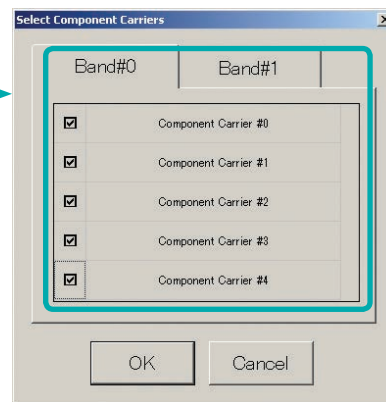 Select Component Carriers
Band#0 Band#1
Component Carrier #0
Component Carrier #1
Component Carrier #2
Component Carrier #3
Component Carrier #4
OK Cancel